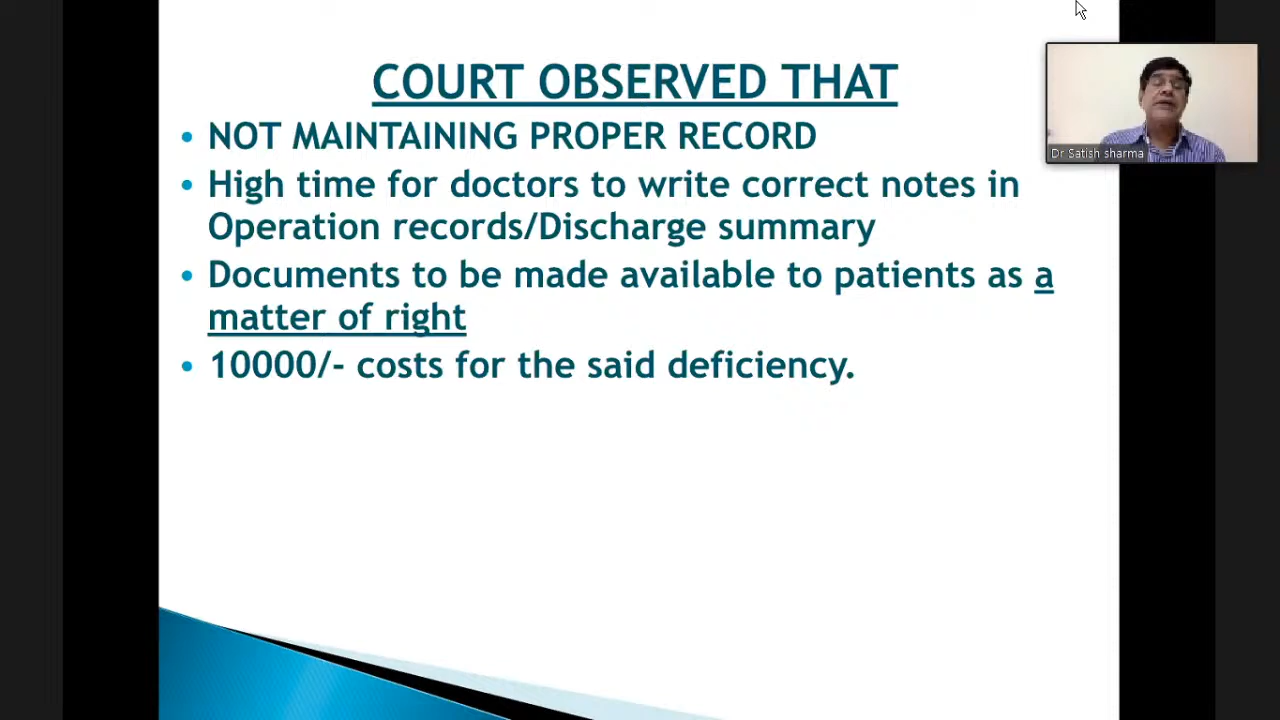 COURT OBSERVED THAT
• NOT MAINTAINING PROPER RECORD
• High time for doctors to write correct notes in
Operation records/Discharge summary
• Documents to be made available to patients as a
matter of right
• 10000/- costs for the said deficiency.
Dr Satish sharma